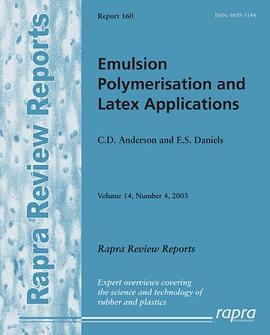 Report 160
ISSN: 0889-3144
Rapra Review Reports
Emulsion
Polymerisation and
Latex Applications
C.D. Anderson and E.S. Daniels
Volume 14, Number 4, 2003
Rapra Review Reports
Expert overviews covering
the science and technology of
rubber and plastics
rapra